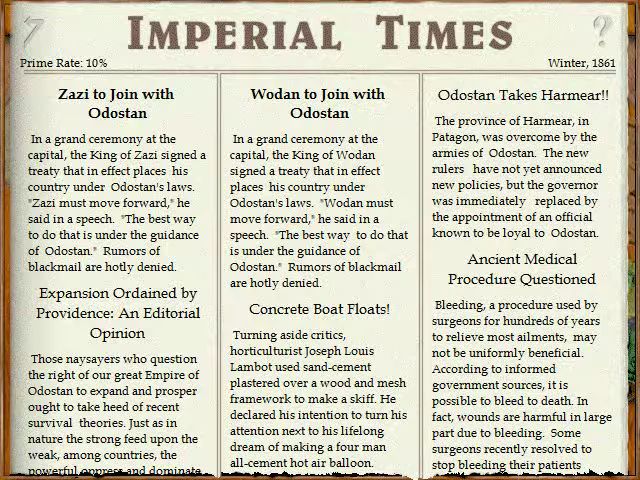 Imperial Times
Prime Rate: 10%
Winter, 1861
Zazi to Join with
Odostan
In a grand ceremony at the
capital, the King of Zazi signed a
treaty that in effect places his
country under Odostan's laws.
"Zazi must move forward," he
said in a speech. "The best way
to do that is under the guidance
of Odostan." Rumors of
blackmail are hotly denied.
Expansion Ordained by
Providence: An Editorial
Opinion
Those naysayers who question
the right of our great Empire of
Odostan to expand and prosper
ought to take heed of recent
survival theories. Just as in
nature the strong feed upon the
weak, among countries, the
powerful oppress and dominate
Wodan to Join with
Odostan
In a grand ceremony at the
capital, the King of Wodan
signed a treaty that in effect
places his country under
Odostan's laws. "Wodan must
move forward," he said in a
speech. "The best way to do that
is under the guidance of
Odostan." Rumors of blackmail
are hotly denied.
Concrete Boat Floats!
Turning aside critics,
horticulturist Joseph Louis
Lambot used sand-cement
plastered over a wood and mesh
framework to make a skiff. He
declared his intention to turn his
attention next to his lifelong
dream of making a four man
all-cement hot air balloon.
Odostan Takes Harmear!!
The province of Harmear, in
Patagon, was overcome by the
armies of Odostan. The new
rulers have not yet announced
new policies, but the governor
was immediately replaced by
the appointment of an official
known to be loyal to Odostan.
Ancient Medical
Procedure Questioned
Bleeding, a procedure used by
surgeons for hundreds of years
to relieve most ailments, may
not be uniformly beneficial.
According to informed
government sources, it is
possible to bleed to death. In
fact, wounds are harmful in large
part due to bleeding. Some
surgeons recently resolved to
stop bleeding their patients